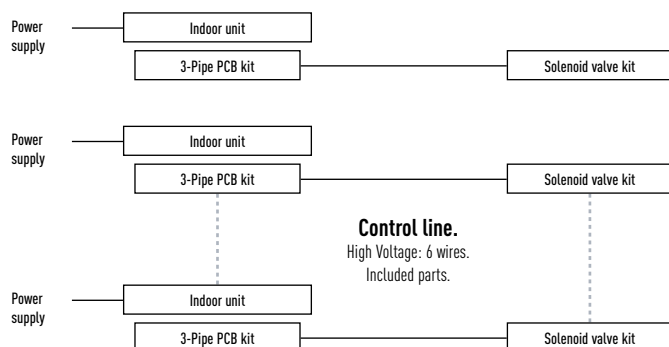 Power
supply
Indoor unit
3-Pipe PCB kit
Solenoid valve kit
Power
supply
Indoor unit
3-Pipe PCB kit
Solenoid valve kit
Control line.
High Voltage: 6 wires.
Included parts.
Power
supply
Indoor unit
3-Pipe PCB kit
Solenoid valve kit